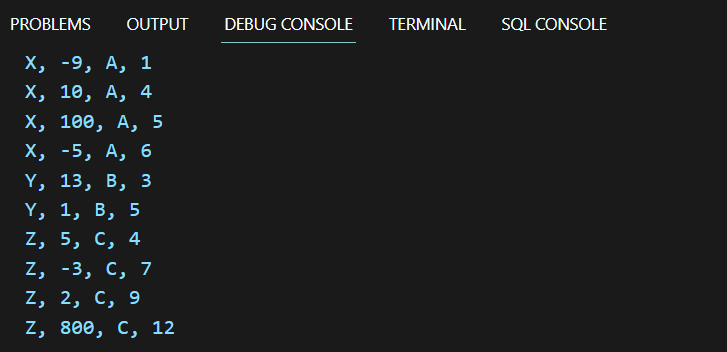 PROBLEMS OUTPUT DEBUG CONSOLE TERMINAL SQL CONSOLE
X, -9, A, 1
X, 10, A, 4
X, 100, A, 5
X, -5, A, 6
Y, 13, B, 3
Y, 1, B, 5
Z, 5, C, 4
Z, -3, C, 7
Z, 2, C, 9
Z, 800, C, 12